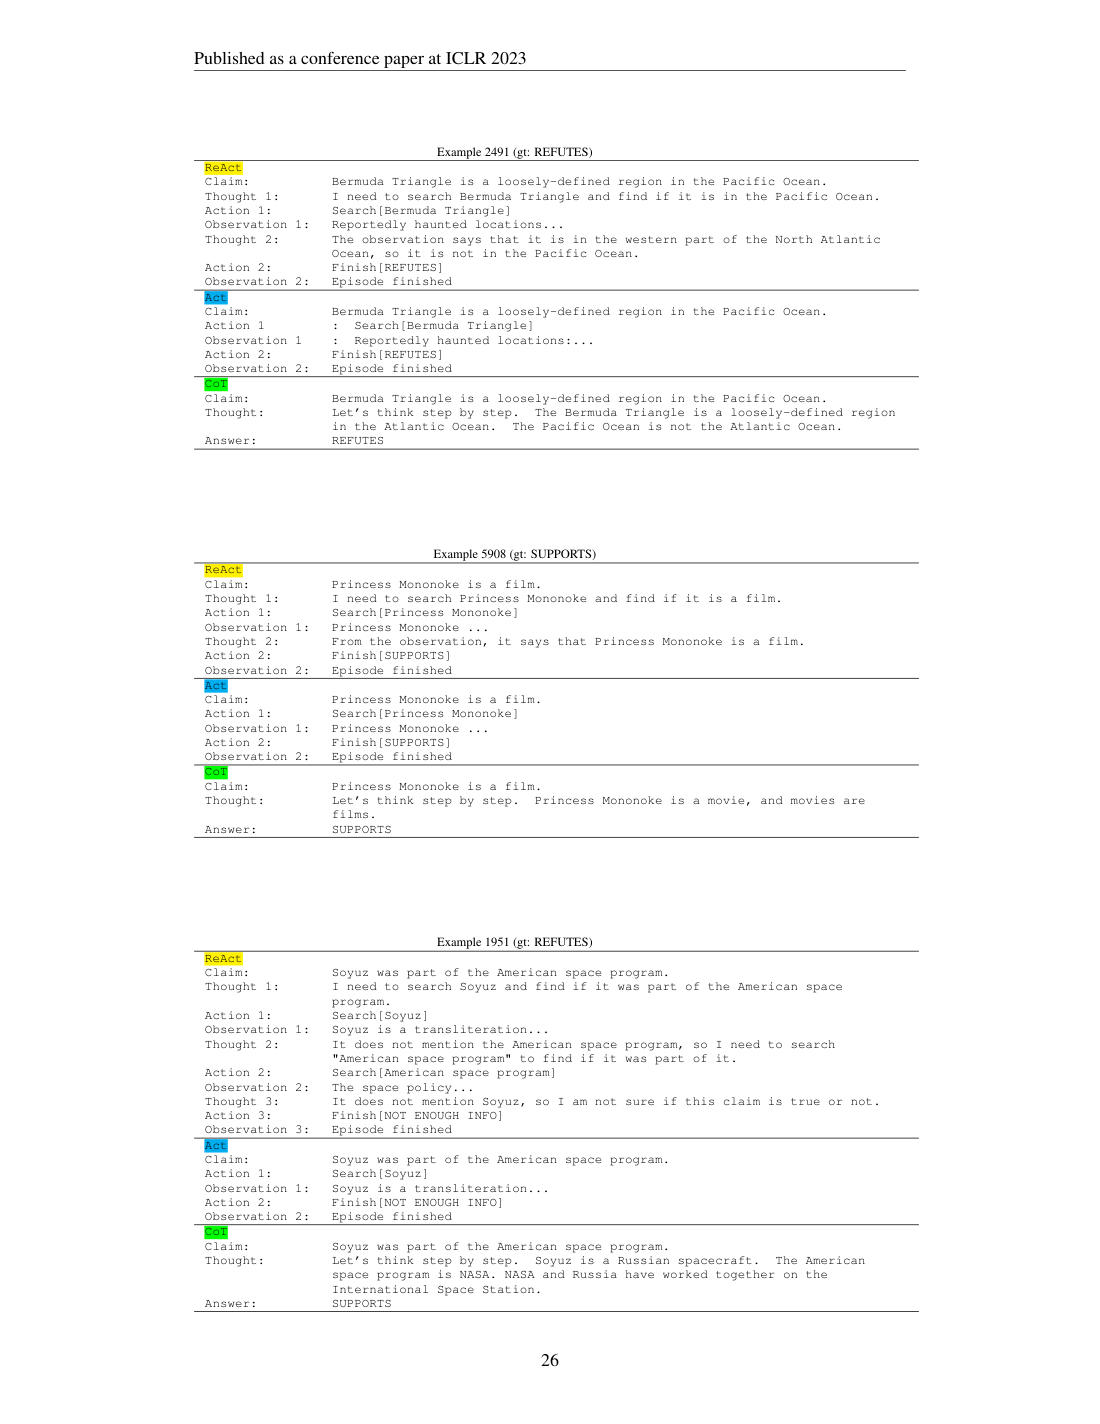 Published as a conference paper at ICLR 2023
Example 2491 (gt: REFUTES)
ReAct
Claim: Bermuda Triangle is a loosely-defined region in the Pacific Ocean.
Thought 1: I need to search Bermuda Triangle and find if it is in the Pacific Ocean.
Action 1: Search[Bermuda Triangle]
Observation 1: Reportedly haunted locations...
Thought 2: The observation says that it is in the western part of the North Atlantic
Ocean, so it is not in the Pacific Ocean.
Action 2: Finish[REFUTES]
Observation 2: Episode finished
Act
Claim: Bermuda Triangle is a loosely-defined region in the Pacific Ocean.
Action 1 : Search[Bermuda Triangle]
Observation 1 : Reportedly haunted locations:...
Action 2: Finish[REFUTES]
Observation 2: Episode finished
CoT
Claim: Bermuda Triangle is a loosely-defined region in the Pacific Ocean.
Thought: Let's think step by step. The Bermuda Triangle is a loosely-defined region
in the Atlantic Ocean. The Pacific Ocean is not the Atlantic Ocean.
Answer: REFUTES
Example 5908 (gt: SUPPORTS)
ReAct
Claim: Princess Mononoke is a film.
Thought 1: I need to search Princess Mononoke and find if it is a film.
Action 1: Search[Princess Mononoke]
Observation 1: Princess Mononoke ...
Thought 2: From the observation, it says that Princess Mononoke is a film.
Action 2: Finish[SUPPORTS]
Observation 2: Episode finished
Act
Claim: Princess Mononoke is a film.
Action 1: Search[Princess Mononoke]
Observation 1: Princess Mononoke ...
Action 2: Finish[SUPPORTS]
Observation 2: Episode finished
CoT
Claim: Princess Mononoke is a film.
Thought: Let's think step by step. Princess Mononoke is a movie, and movies are
films.
Answer: SUPPORTS
Example 1951 (gt: REFUTES)
ReAct
Claim: Soyuz was part of the American space program.
Thought 1: I need to search Soyuz and find if it was part of the American space
program.
Action 1: Search[Soyuz]
Observation 1: Soyuz is a transliteration...
Thought 2: It does not mention the American space program, so I need to search
"American space program" to find if it was part of it.
Action 2: Search[American space program]
Observation 2: The space policy...
Thought 3: It does not mention Soyuz, so I am not sure if this claim is true or not.
Action 3: Finish[NOT ENOUGH INFO]
Observation 3: Episode finished
Act
Claim: Soyuz was part of the American space program.
Action 1: Search[Soyuz]
Observation 1: Soyuz is a transliteration...
Action 2: Finish[NOT ENOUGH INFO]
Observation 2: Episode finished
CoT
Claim: Soyuz was part of the American space program.
Thought: Let's think step by step. Soyuz is a Russian spacecraft. The American
space program is NASA. NASA and Russia have worked together on the
International Space Station.
Answer: SUPPORTS
26